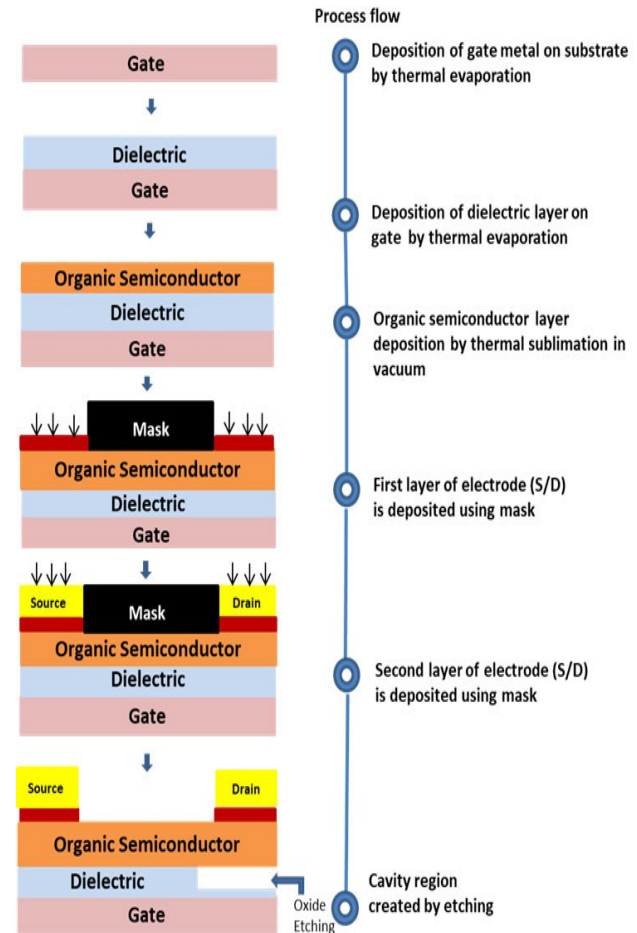 Process flow
Gate
Deposition of gate metal on substrate
by thermal evaporation
Dielectric
Gate
Deposition of dielectric layer on
gate by thermal evaporation
Organic Semiconductor
Dielectric
Gate
Organic semiconductor layer
deposition by thermal sublimation in
vacuum
Mask
Organic Semiconductor
Dielectric
Gate
First layer of electrode (S/D)
is deposited using mask
Source
Mask
Drain
Organic Semiconductor
Dielectric
Gate
Second layer of electrode (S/D)
is deposited using mask
Source
Drain
Organic Semiconductor
Dielectric
Gate
Oxide
Etching
Cavity region
created by etching